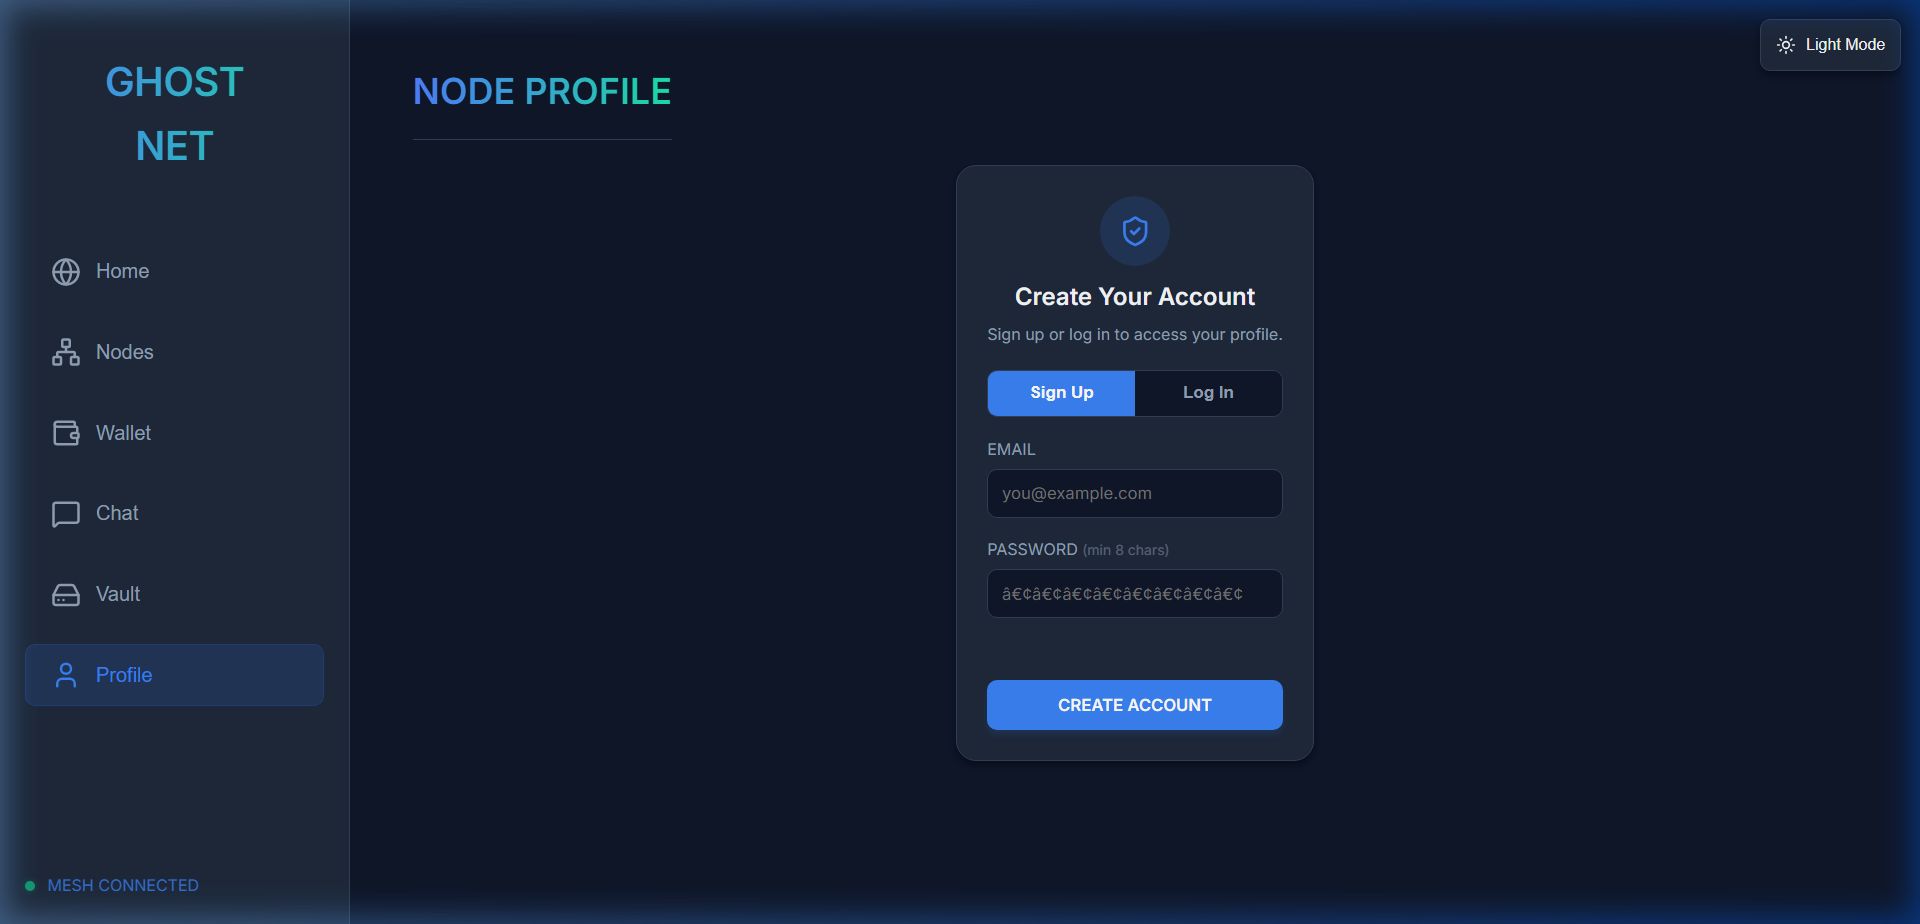 GHOST
NET
Home
Nodes
Wallet
Chat
Vault
Profile
MESH CONNECTED
NODE PROFILE
Light Mode
Create Your Account
Sign up or log in to access your profile.
Sign Up
Log In
EMAIL
you@example.com
PASSWORD (min 8 chars)
â€¢â€¢â€¢â€¢â€¢â€¢â€¢â€¢
CREATE ACCOUNT